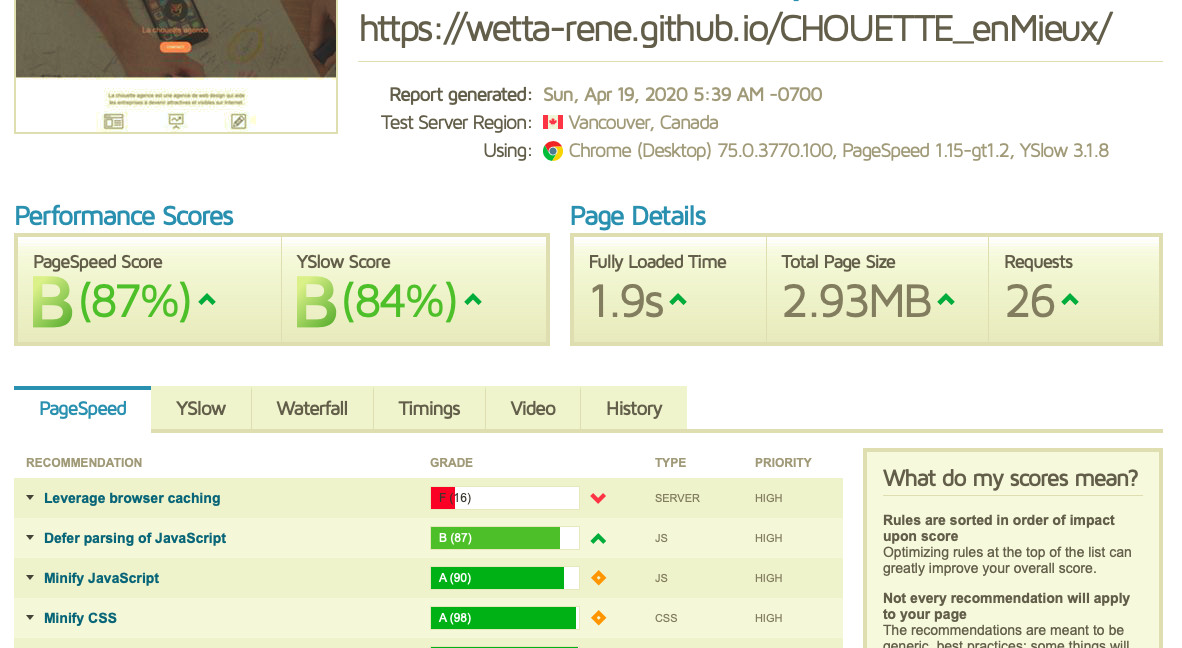 https://wetta-rene.github.io/CHOUETTE_enMieux/
La chouette agence
Report generated: Sun, Apr 19, 2020 5:39 AM -0700
La chouette agence est une agence de web design qui aide
les entreprises à devenir attractives et visibles sur Internet.
Test Server Region: Vancouver, Canada
Using: Chrome (Desktop) 75.0.3770.100, PageSpeed 1.15-gt1.2, YSlow 3.1.8
Performance Scores
PageSpeed Score
B (87%)
YSlow Score
B (84%)
Page Details
Fully Loaded Time
1.9s
Total Page Size
2.93MB
Requests
26
PageSpeed YSlow Waterfall Timings Video History
RECOMMENDATION GRADE TYPE PRIORITY
Leverage browser caching F (16) SERVER HIGH
Defer parsing of JavaScript B (87) JS HIGH
Minify JavaScript A (90) JS HIGH
Minify CSS A (98) CSS HIGH
What do my scores mean?
Rules are sorted in order of impact
upon score
Optimizing rules at the top of the list can
greatly improve your overall score.
Not every recommendation will apply
to your page
The recommendations are meant to be
generic, best practices; some things will